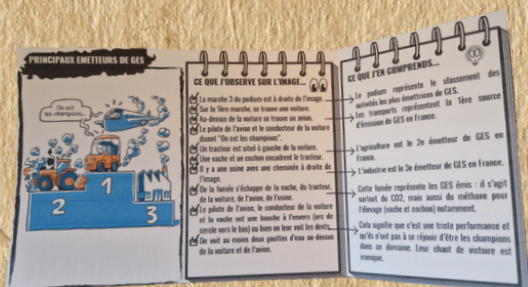 PRINCIPAUX EMETTEURS DE GES
On est les champions...
1
2
3
CE QUE J'OBSERVE SUR L'IMAGE...
La marche 3 du podium est à droite de l'image.
Sur la 1ère marche, se trouve une voiture.
Au-dessus de la voiture se trouve un avion.
Le pilote de l'avion et le conducteur de la voiture
disent "On est les champions".
Un tracteur est situé à gauche de la voiture.
Une vache et un cochon encadrent le tracteur.
Il y a une usine avec une cheminée à droite de
l'image.
De la fumée s'échappe de la vache, du tracteur,
de la voiture, de l'avion, de l'usine.
Le pilote de l'avion, le conducteur de la voiture
et la vache ont une bouche à l'envers (arc de
cercle vers le bas) ou bien on leur voit les dents.
On voit au moins deux gouttes d'eau au-dessus
de la voiture et de l'avion.
CE QUE J'EN COMPRENDS...
Le podium représente le classement des
activités les plus émettrices de GES.
Les transports représentent la 1ère source
d'émission de GES en France.
L'agriculture est le 2e émetteur de GES en
France.
L'industrie est le 3e émetteur de GES en France.
Cette fumée représente les GES émis : il s'agit
surtout du CO2, mais aussi du méthane pour
l'élevage (vache et cochon) notamment.
Cela signifie que c'est une triste performance et
qu'ils n'ont pas à se réjouir d'être les champions
dans ce domaine. Leur chant de victoire est
ironique.